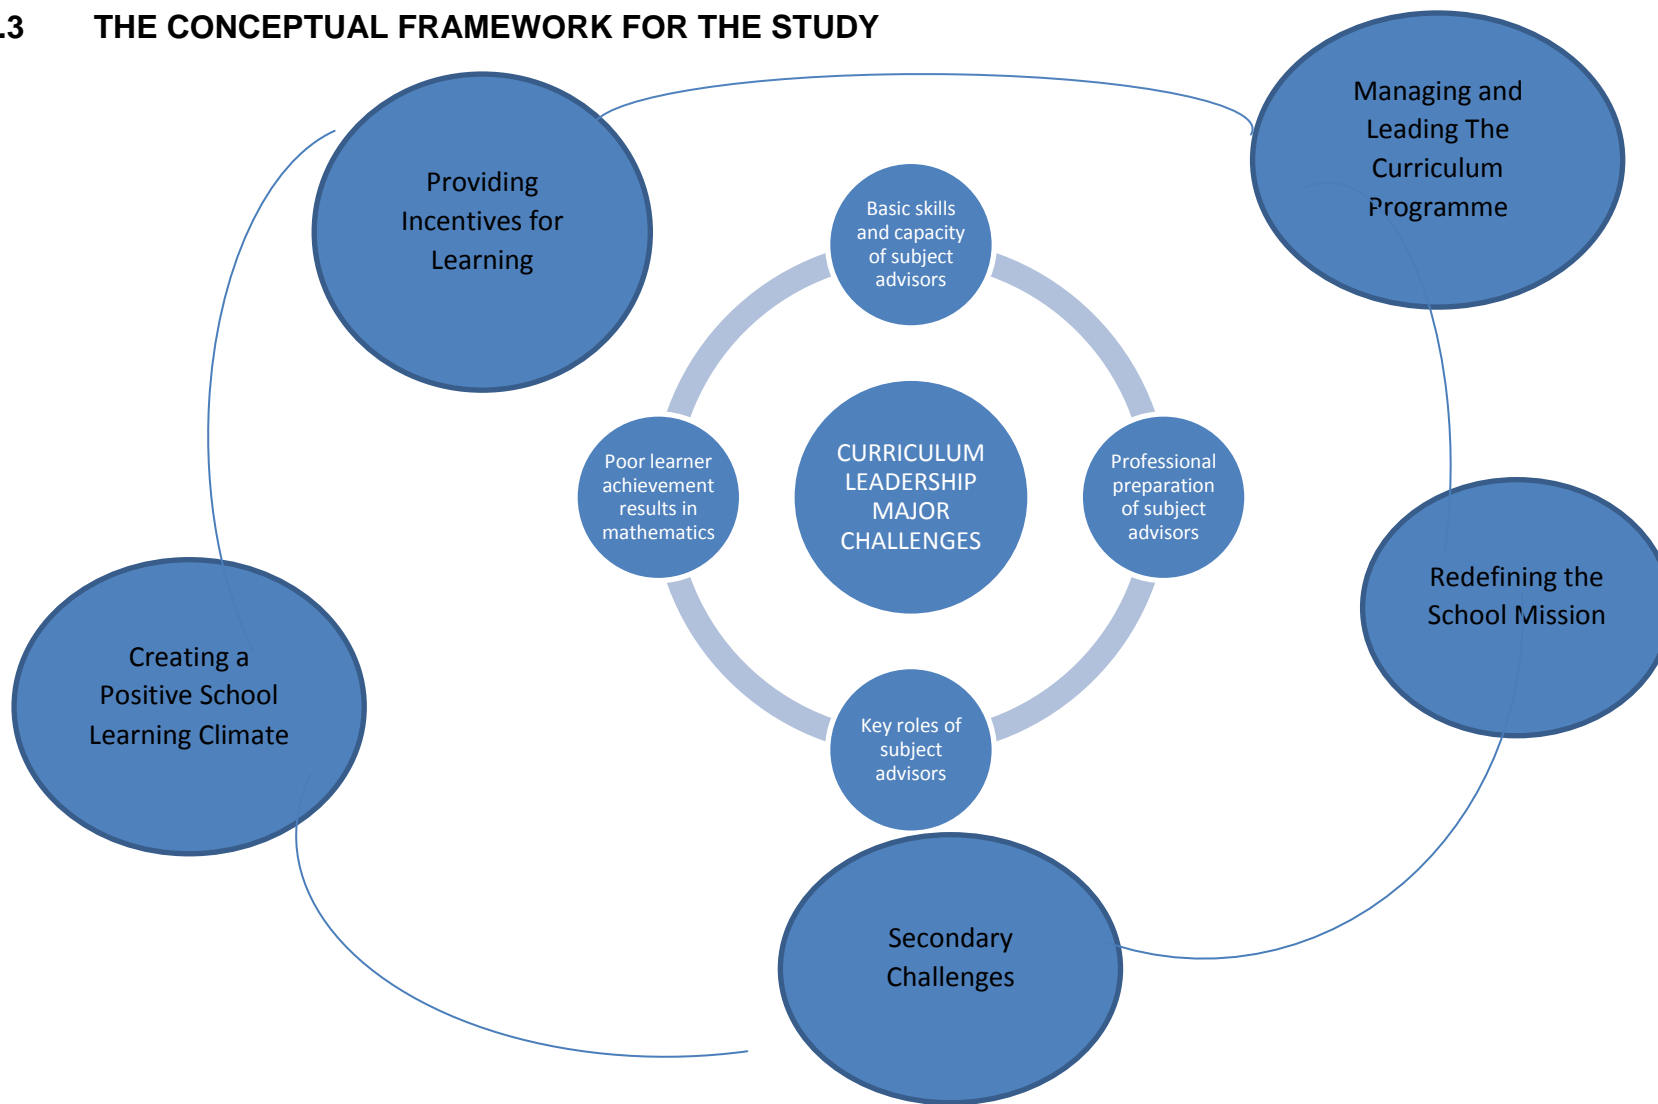 .3 THE CONCEPTUAL FRAMEWORK FOR THE STUDY
Managing and
Leading The
Curriculum
Programme
Providing
Incentives for
Learning
Basic skills
and capacity
of subject
advisors
Poor learner
achievement
results in
mathematics
CURRICULUM
LEADERSHIP
MAJOR
CHALLENGES
Professional
preparation
of subject
advisors
Redefining the
School Mission
Creating a
Positive School
Learning Climate
Key roles of
subject
advisors
Secondary
Challenges